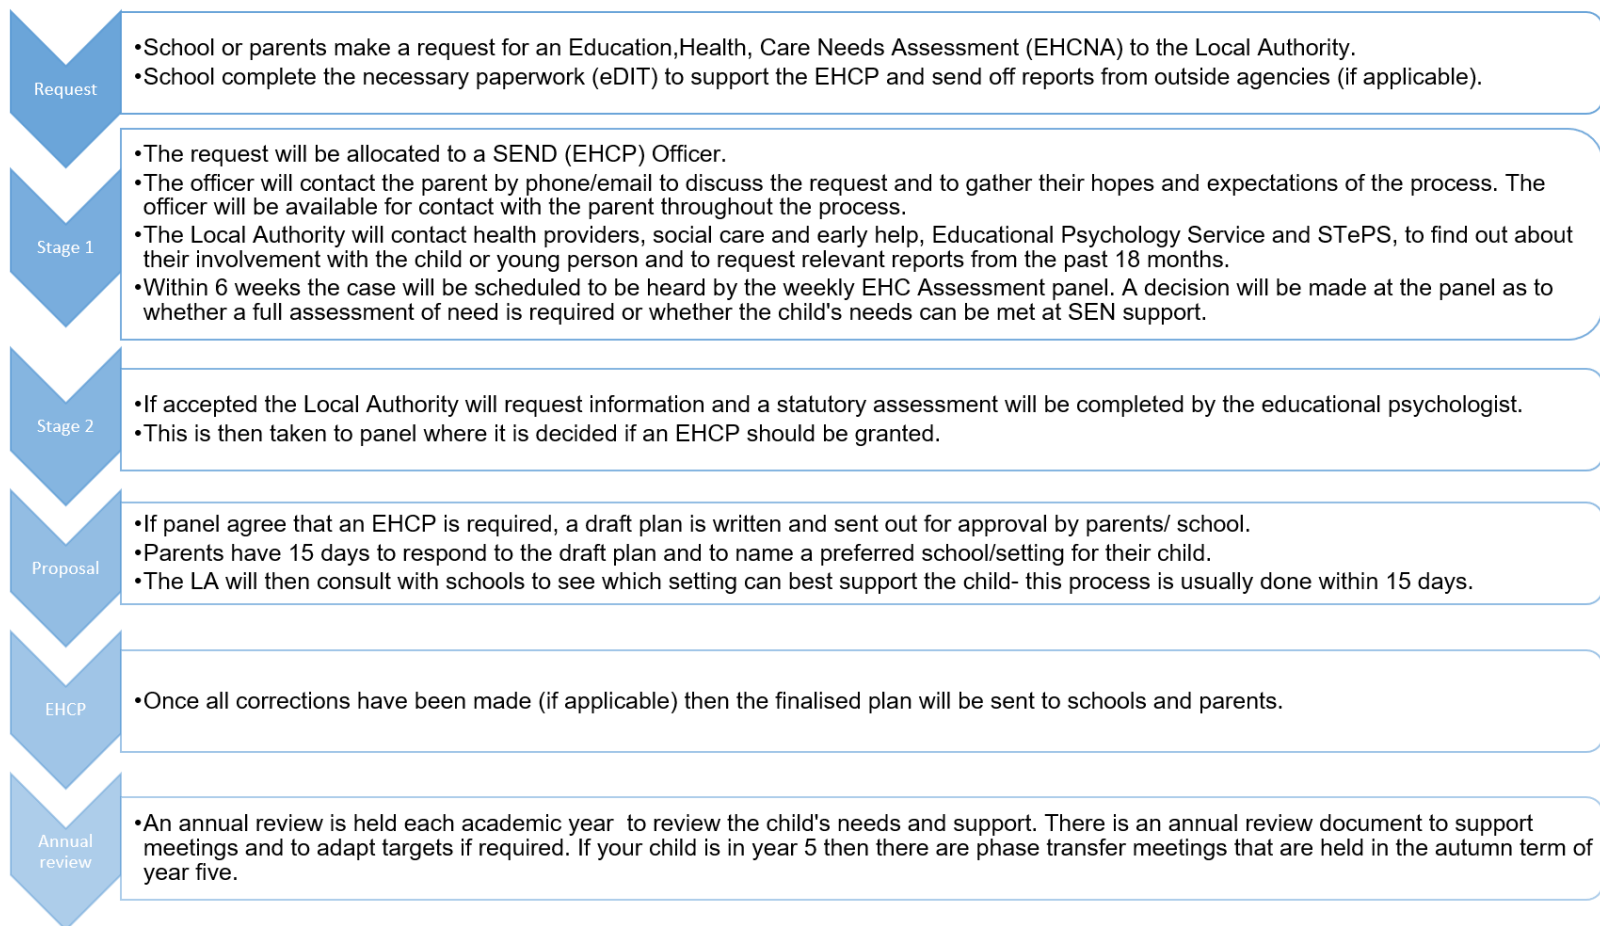 Request
•School or parents make a request for an Education,Health, Care Needs Assessment (EHCNA) to the Local Authority.
•School complete the necessary paperwork (eDIT) to support the EHCP and send off reports from outside agencies (if applicable).
Stage 1
•The request will be allocated to a SEND (EHCP) Officer.
•The officer will contact the parent by phone/email to discuss the request and to gather their hopes and expectations of the process. The
officer will be available for contact with the parent throughout the process.
•The Local Authority will contact health providers, social care and early help, Educational Psychology Service and STePS, to find out about
their involvement with the child or young person and to request relevant reports from the past 18 months.
•Within 6 weeks the case will be scheduled to be heard by the weekly EHC Assessment panel. A decision will be made at the panel as to
whether a full assessment of need is required or whether the child's needs can be met at SEN support.
Stage 2
•If accepted the Local Authority will request information and a statutory assessment will be completed by the educational psychologist.
•This is then taken to panel where it is decided if an EHCP should be granted.
Proposal
•If panel agree that an EHCP is required, a draft plan is written and sent out for approval by parents/ school.
•Parents have 15 days to respond to the draft plan and to name a preferred school/setting for their child.
•The LA will then consult with schools to see which setting can best support the child- this process is usually done within 15 days.
EHCP
•Once all corrections have been made (if applicable) then the finalised plan will be sent to schools and parents.
Annual
review
•An annual review is held each academic year  to review the child's needs and support. There is an annual review document to support
meetings and to adapt targets if required. If your child is in year 5 then there are phase transfer meetings that are held in the autumn term of
year five.